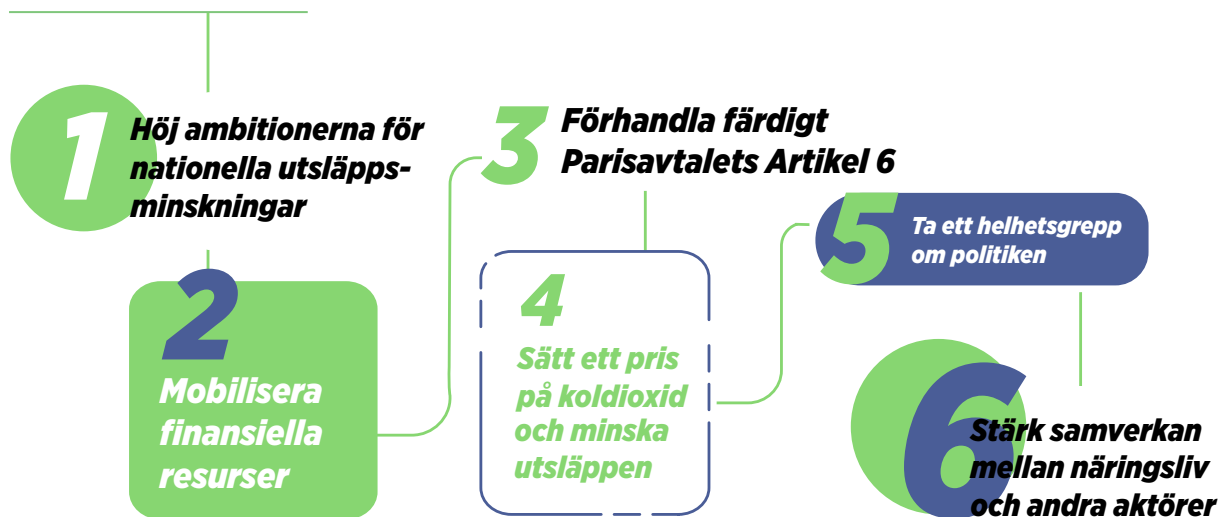 1
Höj ambitionerna för
nationella utsläpps-
minskningar
2
Mobilisera
finansiella
resurser
3
Förhandla färdigt
Parisavtalets Artikel 6
4
Sätt ett pris
på koldioxid
och minska
utsläppen
5
Ta ett helhetsgrepp
om politiken
6
Stärk samverkan
mellan näringsliv
och andra aktörer